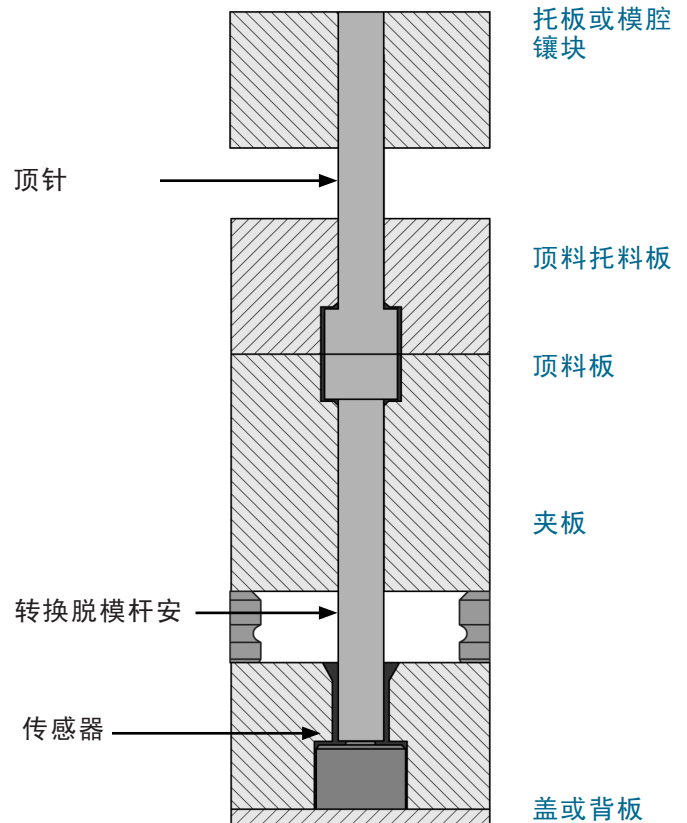 托板或模腔
镶块
顶针
顶料托料板
顶料板
夹板
转换脱模杆安
传感器
盖或背板